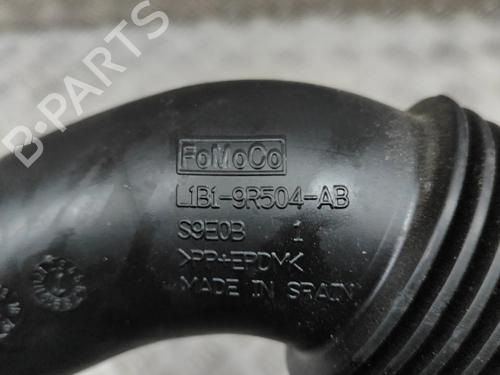 FoMoCo
L1B1-9R504-AB
S9E0B 1
>PP+EPDM<
MADE IN SPAIN
B-PARTS